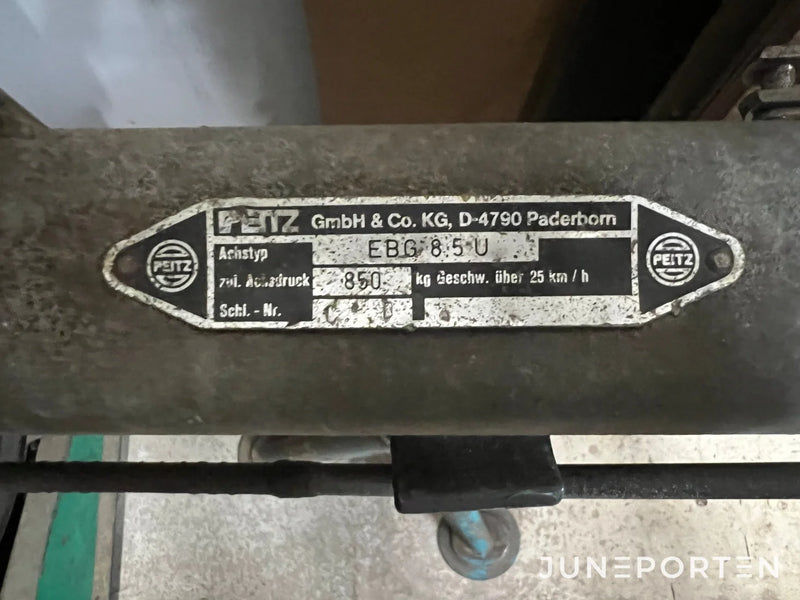 PEITZ GmbH & Co. KG, D-4790 Paderborn
Achstyp EBG 8.5 U
PEITZ
PEITZ
zul. Achsdruck 850 kg Geschw. über 25 km/h
Schl.-Nr.
JUNEPORTEN